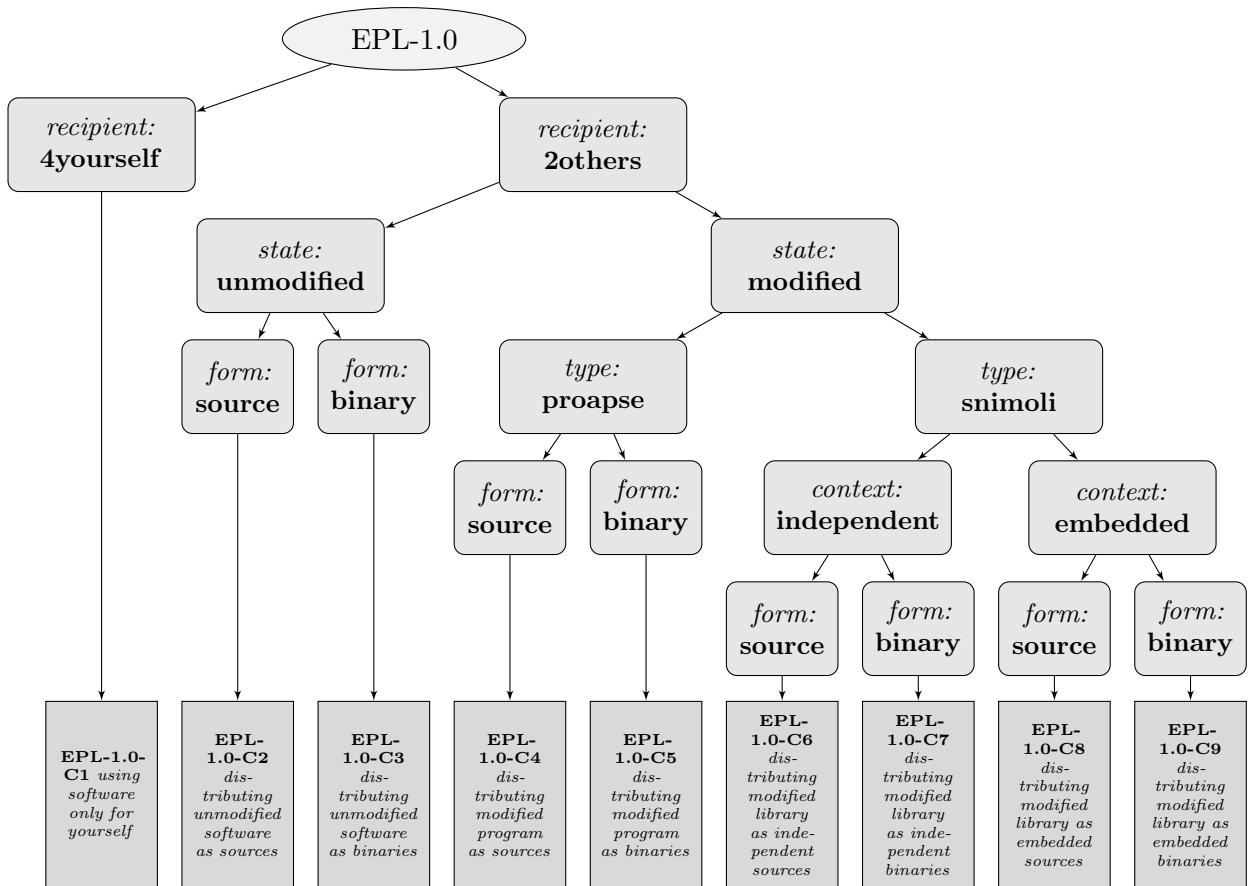 EPL-1.0
recipient:
4yourself
recipient:
2others
state:
unmodified
state:
modified
form:
source
form:
binary
type:
proapse
type:
snimoli
form:
source
form:
binary
context:
independent
context:
embedded
form:
source
form:
binary
form:
source
form:
binary
EPL-1.0-
C1 using
software
only for
yourself
EPL-
1.0-C2
dis-
tributing
unmodified
software
as sources
EPL-
1.0-C3
dis-
tributing
unmodified
software
as binaries
EPL-
1.0-C4
dis-
tributing
modified
program
as sources
EPL-
1.0-C5
dis-
tributing
modified
program
as binaries
EPL-
1.0-C6
dis-
tributing
modified
library
as inde-
pendent
sources
EPL-
1.0-C7
dis-
tributing
modified
library
as inde-
pendent
binaries
EPL-
1.0-C8
dis-
tributing
modified
library as
embedded
sources
EPL-
1.0-C9
dis-
tributing
modified
library as
embedded
binaries